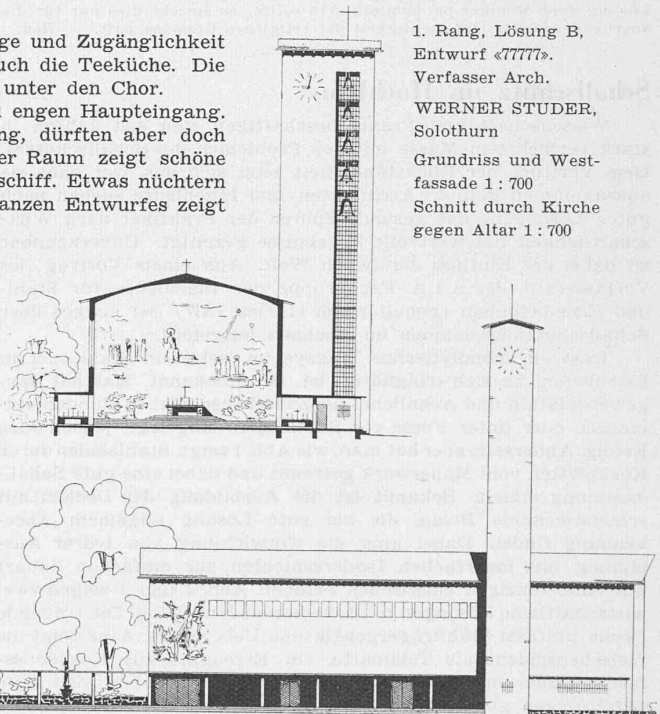 ge und Zugänglichkeit
uch die Teeküche. Die
unter den Chor.
engen Haupteingang.
ng, dürften aber doch
er Raum zeigt schöne
chiff. Etwas nüchtern
anzen Entwurfes zeigt
1. Rang, Lösung B,
Entwurf «77777».
Verfasser Arch.
WERNER STUDER,
Solothurn
Grundriss und West-
fassade 1 : 700
Schnitt durch Kirche
gegen Altar 1 : 700